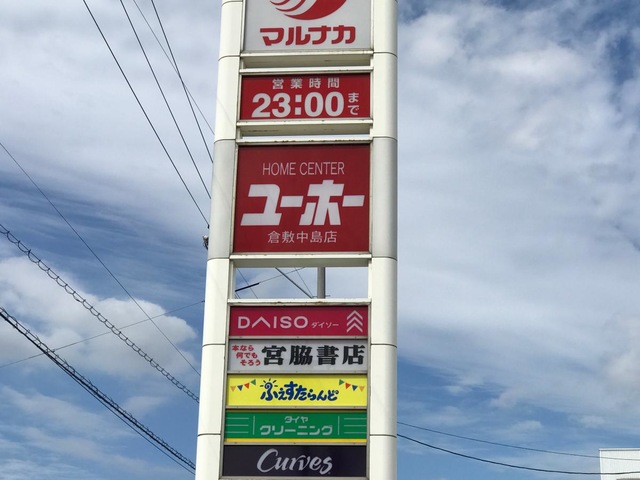 マルナカ
営業時間
23:00まで
HOME CENTER
ユーホー
倉敷中島店
DAISO ダイソー
本なら
何でも
そろう
宮脇書店
ふぇすたらんど
ダイヤ
クリーニング
Curves